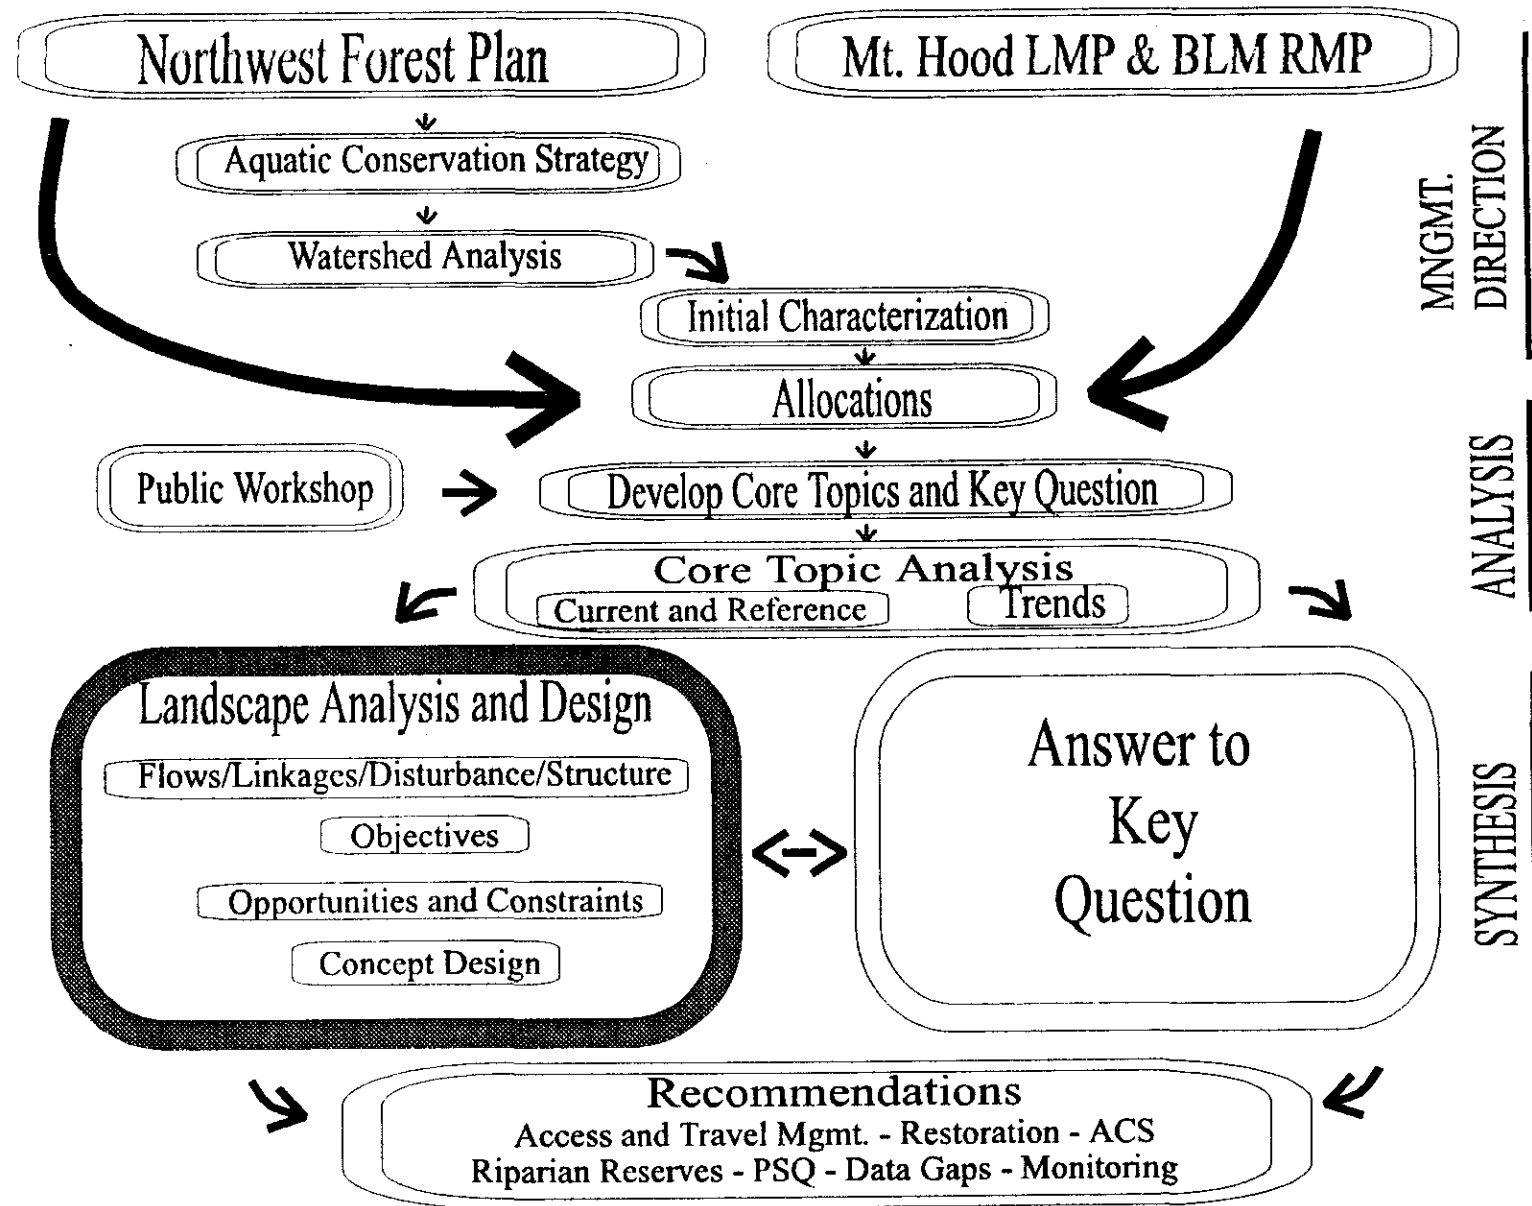 Northwest Forest Plan
Mt. Hood LMP & BLM RMP
Aquatic Conservation Strategy
Watershed Analysis
Initial Characterization
Allocations
MNGMT.
DIRECTION
Public Workshop
Develop Core Topics and Key Question
Core Topic Analysis
Current and Reference
Trends
ANALYSIS
Landscape Analysis and Design
Flows/Linkages/Disturbance/Structure
Objectives
Opportunities and Constraints
Concept Design
Answer to
Key
Question
SYNTHESIS
Recommendations
Access and Travel Mgmt. - Restoration - ACS
Riparian Reserves - PSQ - Data Gaps - Monitoring